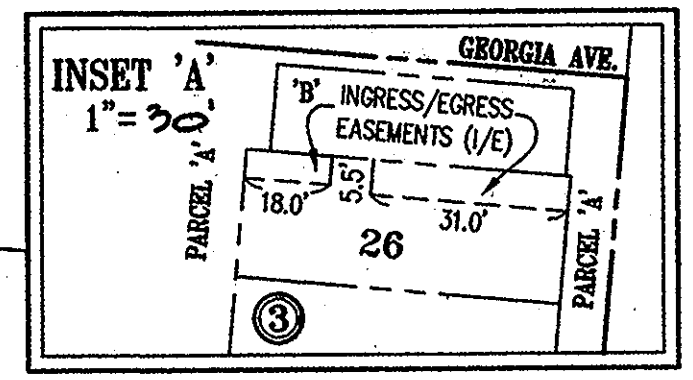 GEORGIA AVE.
INSET 'A'
1"= 30'
'B' INGRESS/EGRESS
EASEMENTS (I/E)
PARCEL 'A'
18.0'
5.5'
31.0'
PARCEL 'A'
26
3